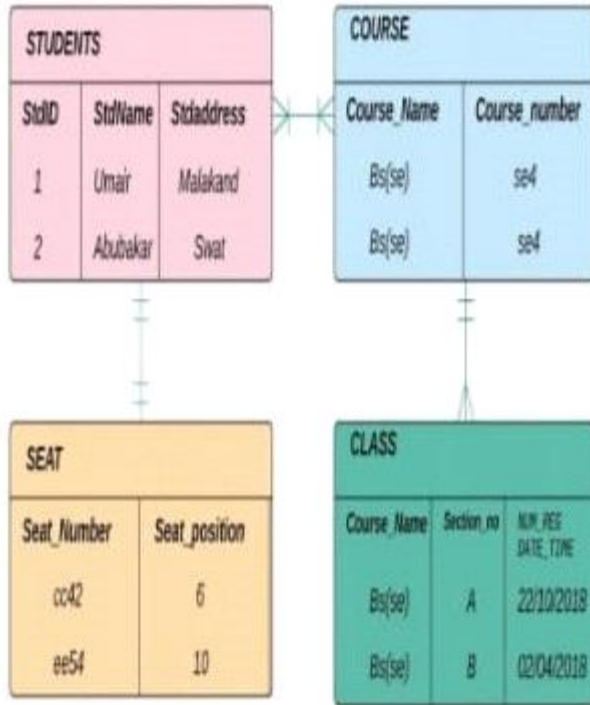 STUDENTS
StdID StdName Stdaddress
1 Umair Malakand
2 Abubakar Swat
COURSE
Course_Name Course_number
Bs(se) se4
Bs(se) se4
SEAT
Seat_Number Seat_position
cc42 6
ee54 10
CLASS
Course_Name Section_no NUM_REG
DATE_TIME
Bs(se) A 22/10/2018
Bs(se) B 02/04/2018